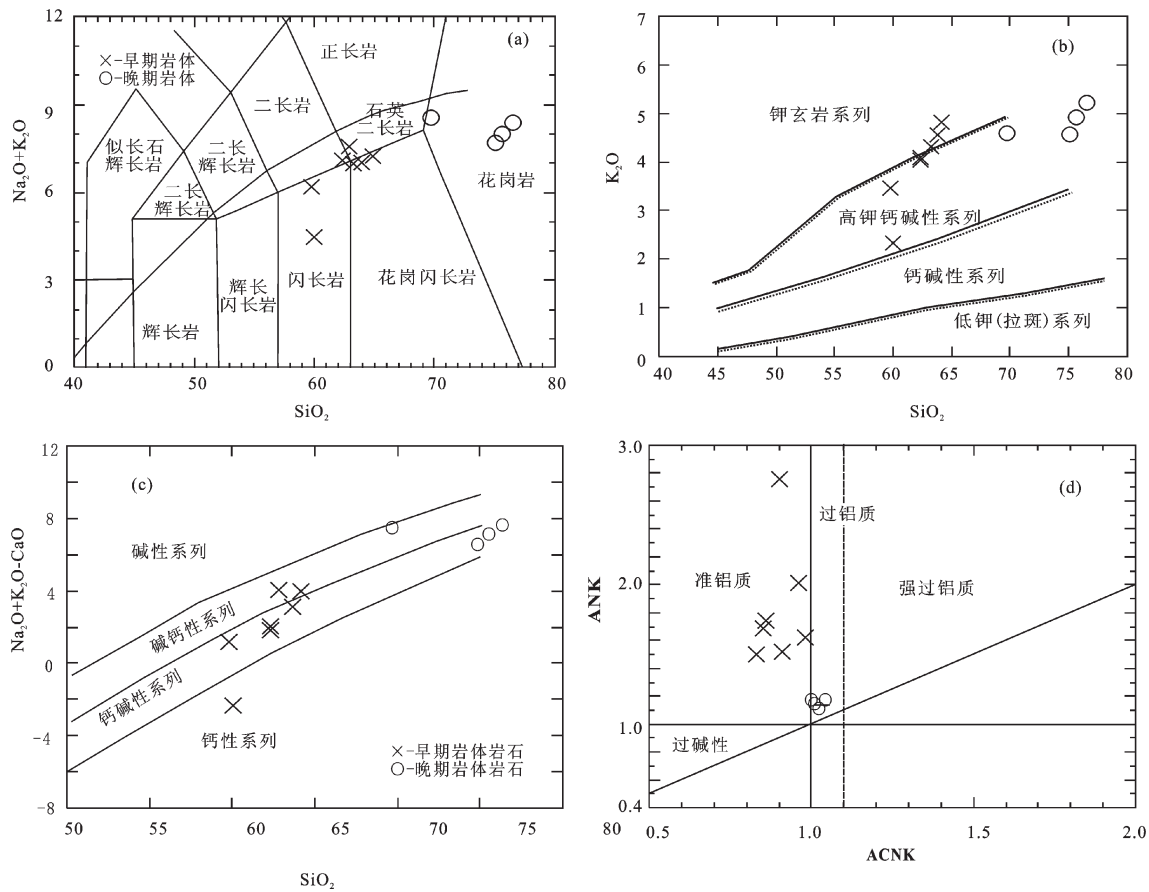 (a)
×-早期岩体
○-晚期岩体
正长岩
二长岩
石英
二长岩
似长石
辉长岩
二长
辉长岩
二长
辉长岩
花岗岩
辉长岩
辉长
闪长岩
闪长岩
花岗闪长岩
Na₂O+K₂O
12
9
6
3
0
40
50
60
70
80
SiO₂
(b)
钾玄岩系列
高钾钙碱性系列
钙碱性系列
低钾(拉斑)系列
K₂O
7
6
5
4
3
2
1
0
40
45
50
55
60
65
70
75
80
SiO₂
(c)
碱性系列
碱钙性系列
钙碱性系列
钙性系列
×-早期岩体岩石
○-晚期岩体岩石
Na₂O+K₂O-CaO
12
8
4
0
-4
-8
50
55
60
65
70
75
80
SiO₂
(d)
过铝质
准铝质
强过铝质
过碱性
ANK
3.0
2.0
1.0
0.4
0.5
1.0
1.5
2.0
ACNK